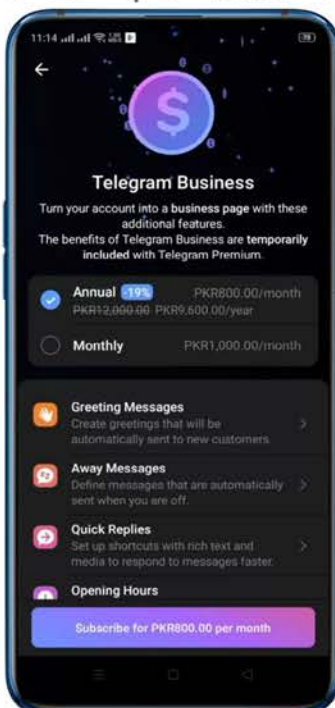 11:14
Telegram Business
Turn your account into a business page with these
additional features.
The benefits of Telegram Business are temporarily
included with Telegram Premium.
Annual -19% PKR800.00/month
PKR12,000.00 PKR9,600.00/year
Monthly PKR1,000.00/month
Greeting Messages
Create greetings that will be
automatically sent to new customers.
Away Messages
Define messages that are automatically
sent when you are off.
Quick Replies
Set up shortcuts with rich text and
media to respond to messages faster.
Opening Hours
Subscribe for PKR800.00 per month